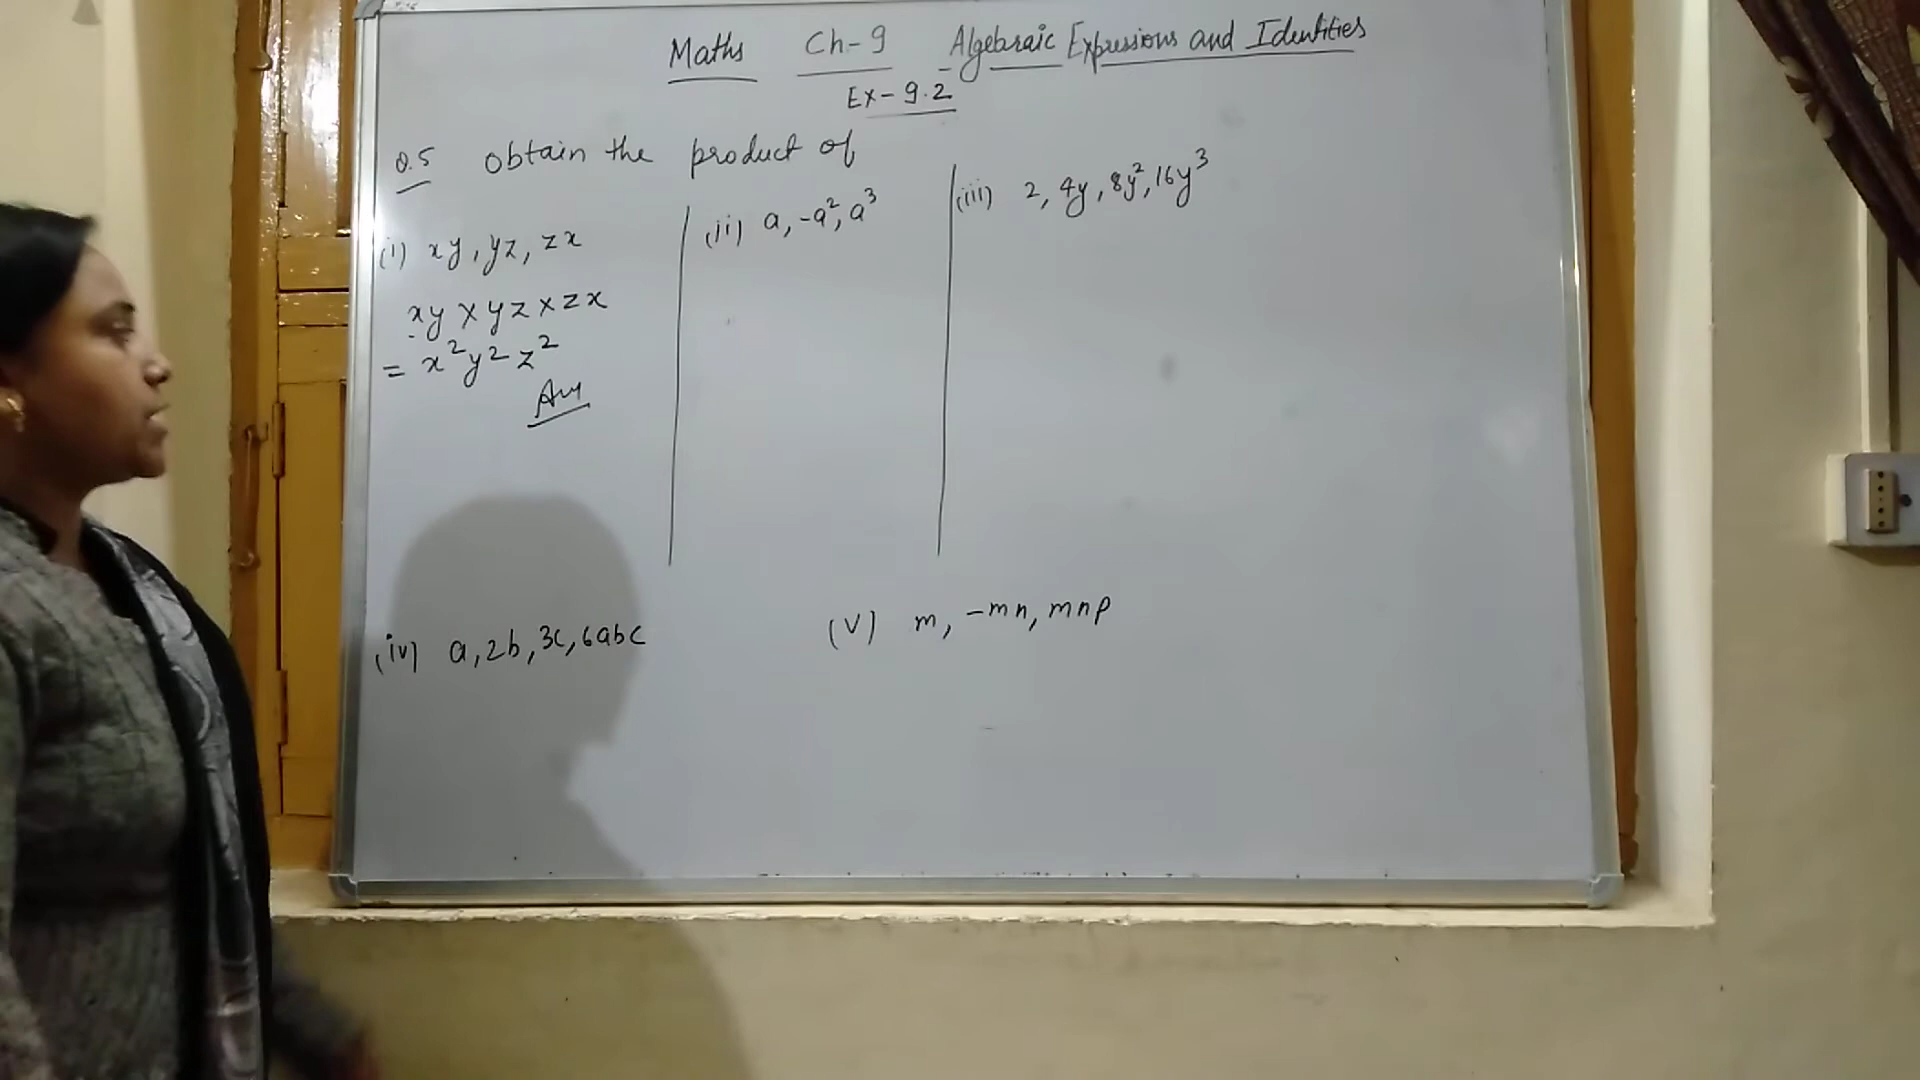 Maths Ch-9 Algebraic Expressions and Identities
Ex-9.2
Q.5 obtain the product of
(i) xy, yz, zx
xy × yz × zx
= x²y²z²
Ans
(ii) a, -a², a³
(iii) 2, 4y, 8y², 16y³
(iv) a, 2b, 3c, 6abc
(v) m, -mn, mnp